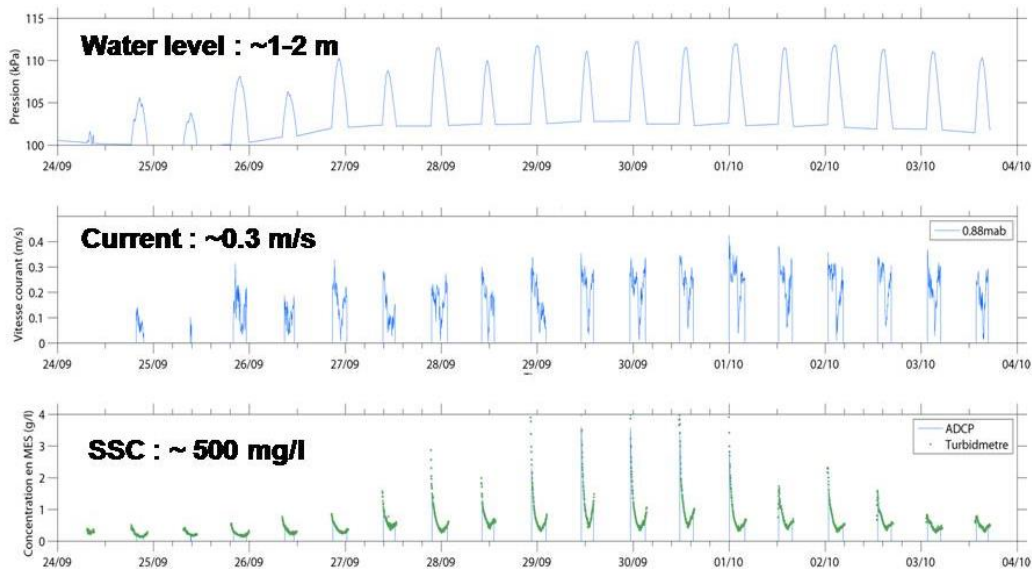 115
Water level : ~1-2 m
110
Pression (kPa)
105
100
24/09 25/09 26/09 27/09 28/09 29/09 30/09 01/10 02/10 03/10 04/10
0.88mab
0.4
Current : ~0.3 m/s
Vitesse courant (m/s)
0.3
0.2
0.1
0
24/09 25/09 26/09 27/09 28/09 29/09 30/09 01/10 02/10 03/10 04/10
4
ADCP
Turbidmetre
SSC : ~ 500 mg/l
Concentration en MES (g/l)
3
2
1
0
24/09 25/09 26/09 27/09 28/09 29/09 30/09 01/10 02/10 03/10 04/10